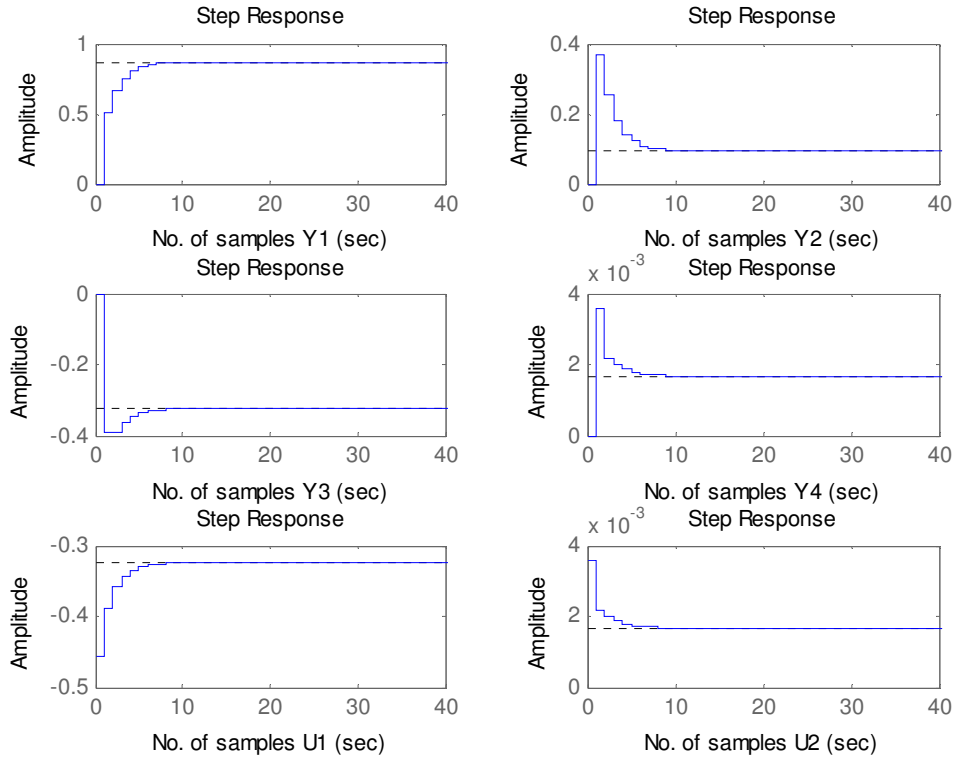 Step Response
Amplitude
1
0.5
0
0 10 20 30 40
No. of samples Y1 (sec)
Step Response
Amplitude
0.4
0.2
0
0 10 20 30 40
No. of samples Y2 (sec)
Step Response
Amplitude
0
-0.2
-0.4
0 10 20 30 40
No. of samples Y3 (sec)
x 10^-3
Step Response
Amplitude
4
2
0
0 10 20 30 40
No. of samples Y4 (sec)
Step Response
Amplitude
-0.3
-0.4
-0.5
0 10 20 30 40
No. of samples U1 (sec)
x 10^-3
Step Response
Amplitude
4
2
0
0 10 20 30 40
No. of samples U2 (sec)